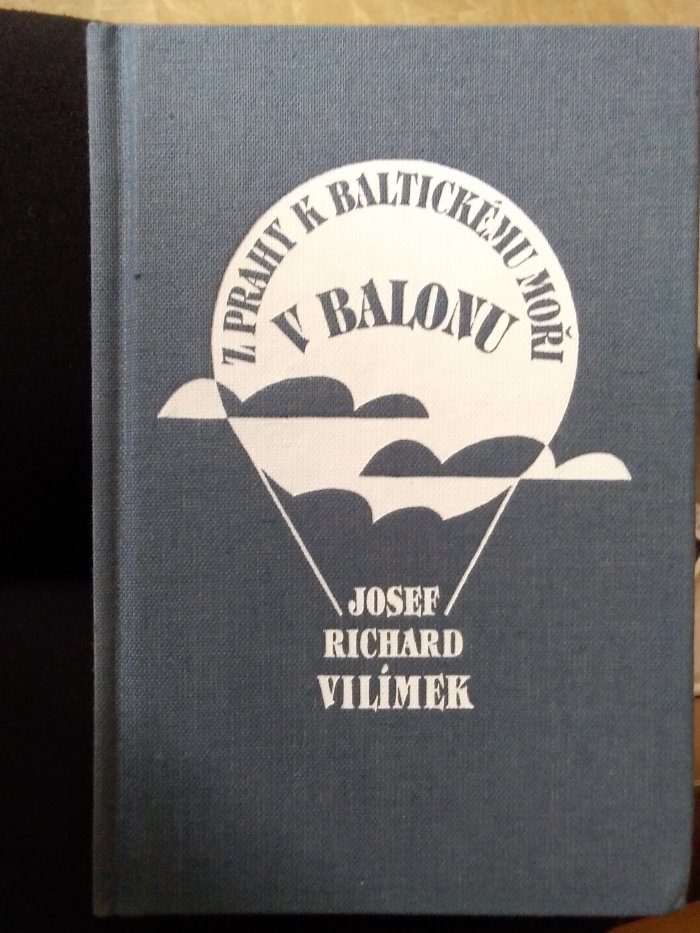 Z PRAHY K BALTICKÉMU MOŘI
V BALONU
JOSEF
RICHARD
VILÍMEK